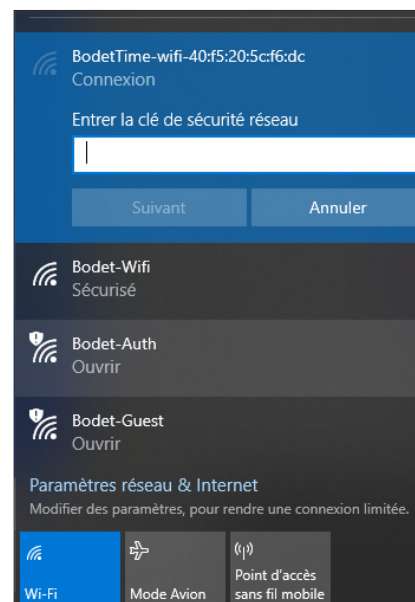 BodetTime-wifi-40:f5:20:5c:f6:dc
Connexion
Entrer la clé de sécurité réseau
Suivant
Annuler
Bodet-Wifi
Sécurisé
Bodet-Auth
Ouvrir
Bodet-Guest
Ouvrir
Paramètres réseau & Internet
Modifier des paramètres, pour rendre une connexion limitée.
Wi-Fi
Mode Avion
Point d'accès
sans fil mobile